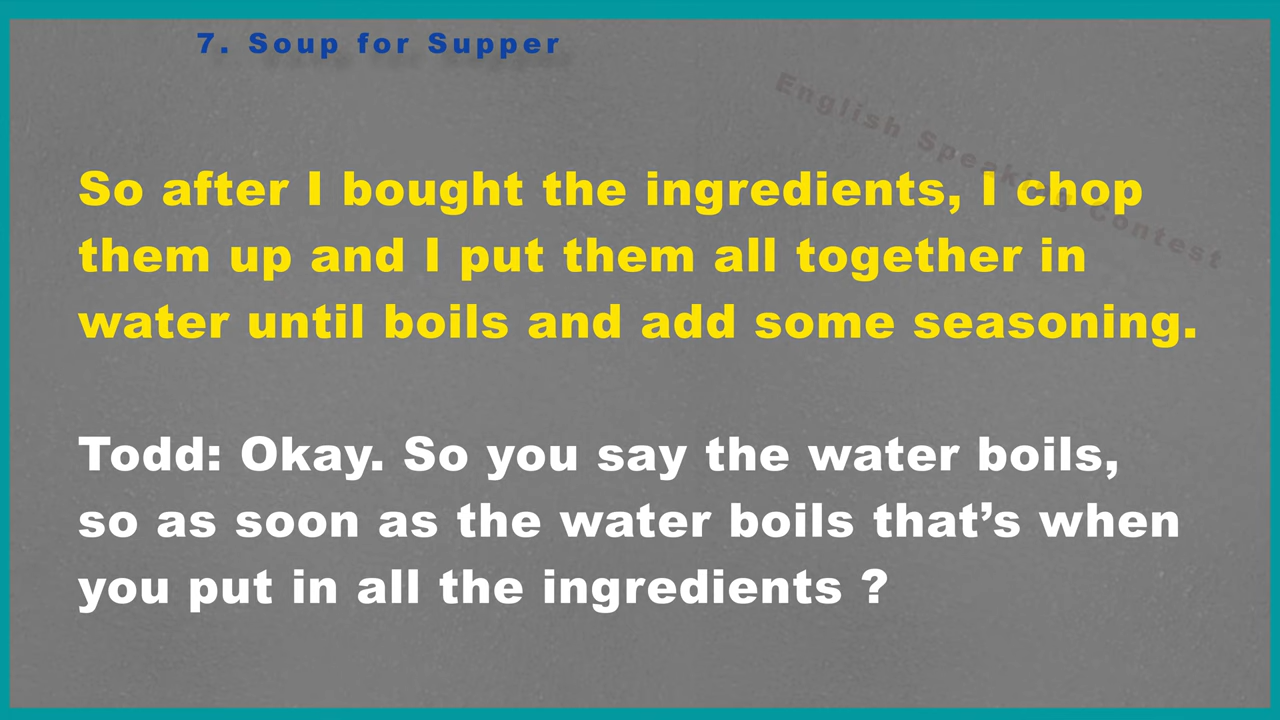 7. Soup for Supper
English Speaking Contest
So after I bought the ingredients, I chop
them up and I put them all together in
water until boils and add some seasoning.
Todd: Okay. So you say the water boils,
so as soon as the water boils that’s when
you put in all the ingredients ?